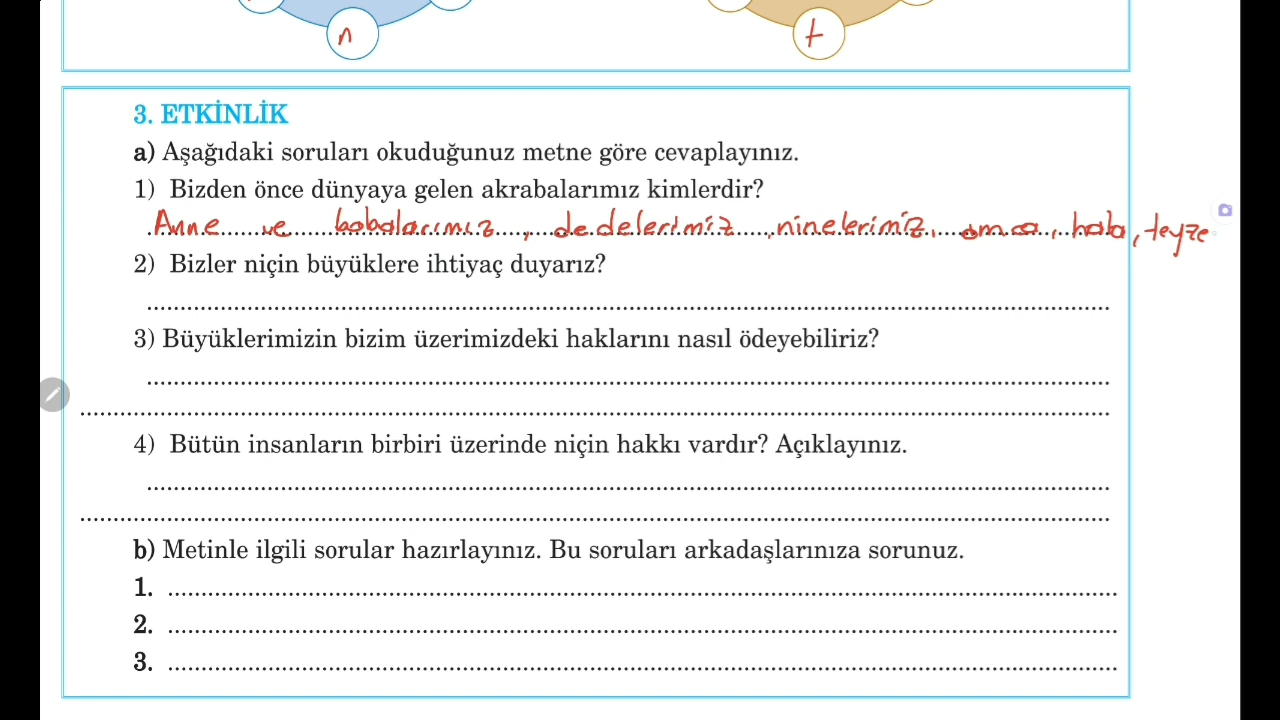 n
t
3. ETKİNLİK
a) Aşağıdaki soruları okuduğunuz metne göre cevaplayınız.
1) Bizden önce dünyaya gelen akrabalarımız kimlerdir?
Anne ve babalarımız, dedelerimiz, ninelerimiz, amca, hala, teyze
2) Bizler niçin büyüklere ihtiyaç duyarız?
3) Büyüklerimizin bizim üzerimizdeki haklarını nasıl ödeyebiliriz?
4) Bütün insanların birbiri üzerinde niçin hakkı vardır? Açıklayınız.
b) Metinle ilgili sorular hazırlayınız. Bu soruları arkadaşlarınıza sorunuz.
1.
2.
3.